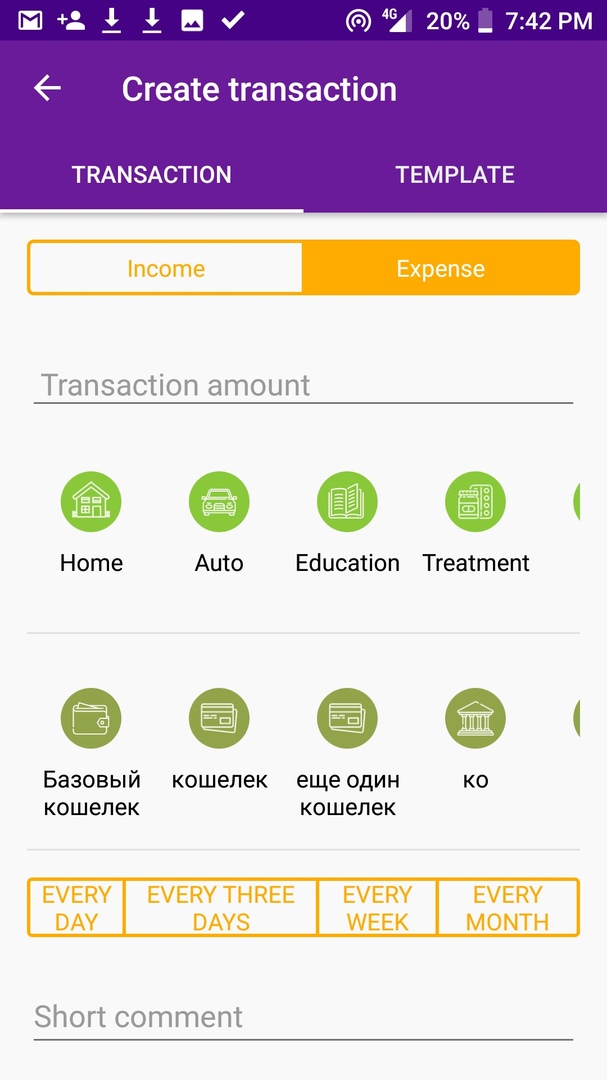 4G 20% 7:42 PM
Create transaction
TRANSACTION TEMPLATE
Income Expense
Transaction amount
Home Auto Education Treatment
Базовый кошелек еще один ко
кошелек кошелек
EVERY EVERY THREE EVERY EVERY
DAY DAYS WEEK MONTH
Short comment